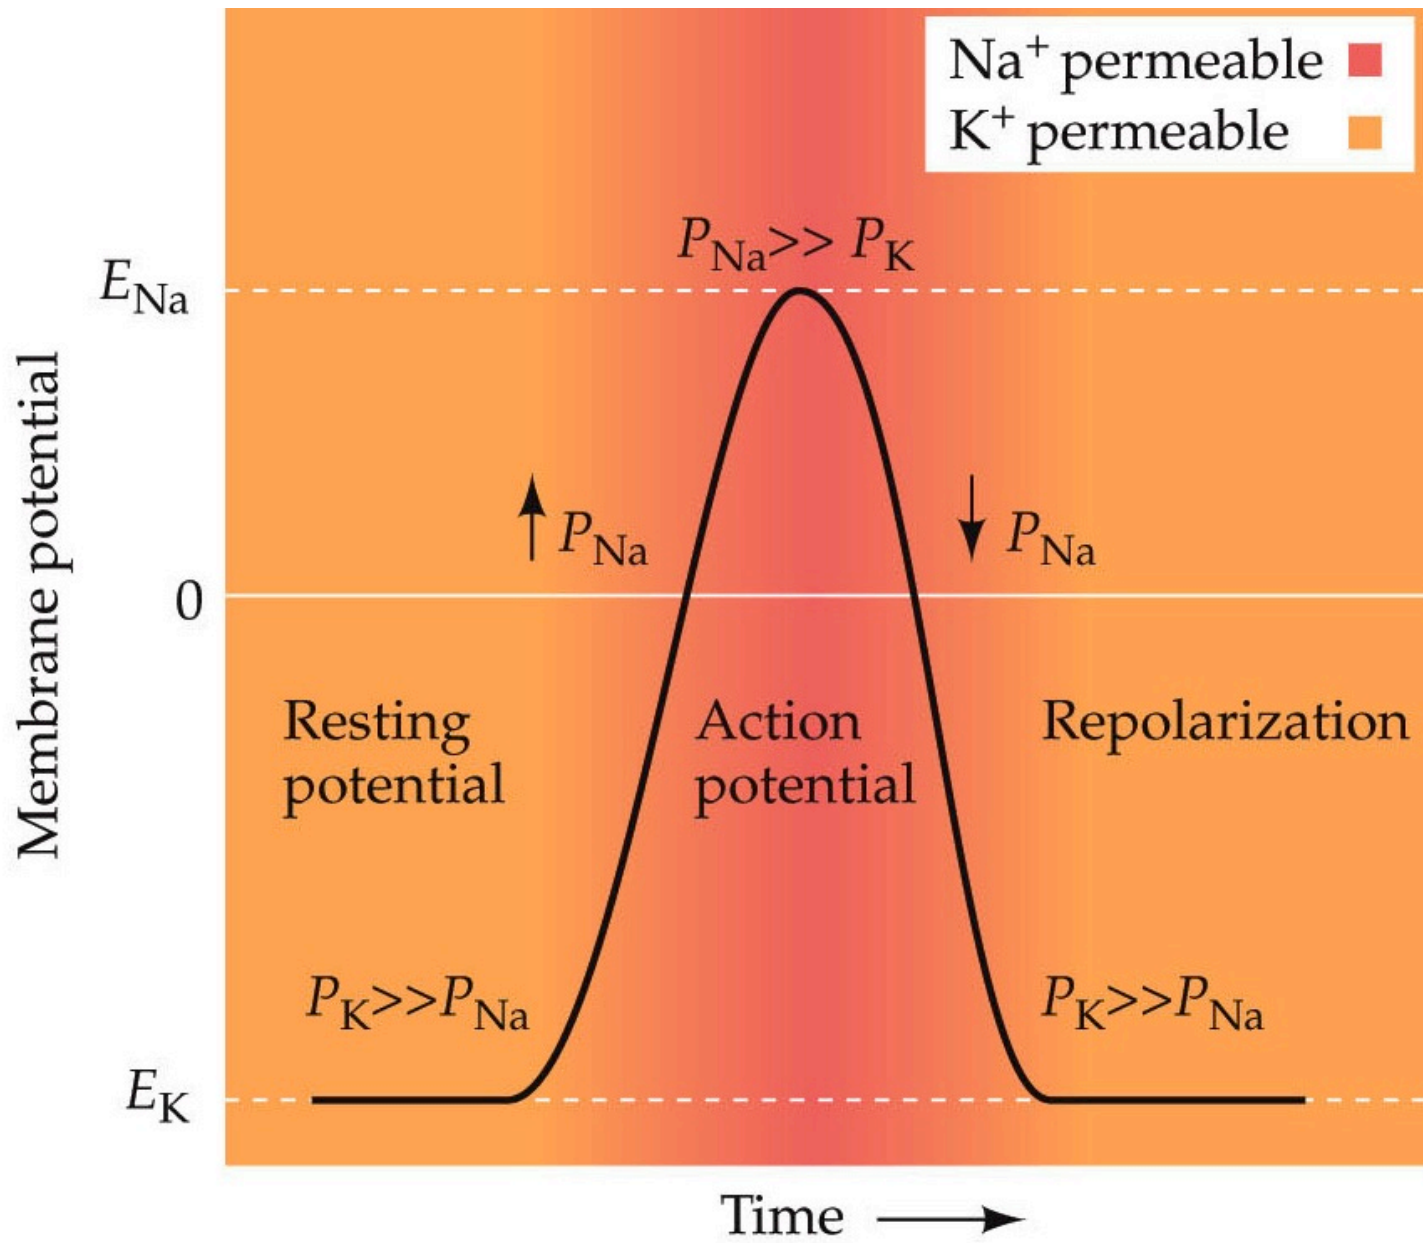 Na⁺ permeable
K⁺ permeable
P_Na>> P_K
E_Na
Membrane potential
↑ P_Na
↓ P_Na
0
Resting
potential
Action
potential
Repolarization
P_K>>P_Na
P_K>>P_Na
E_K
Time →